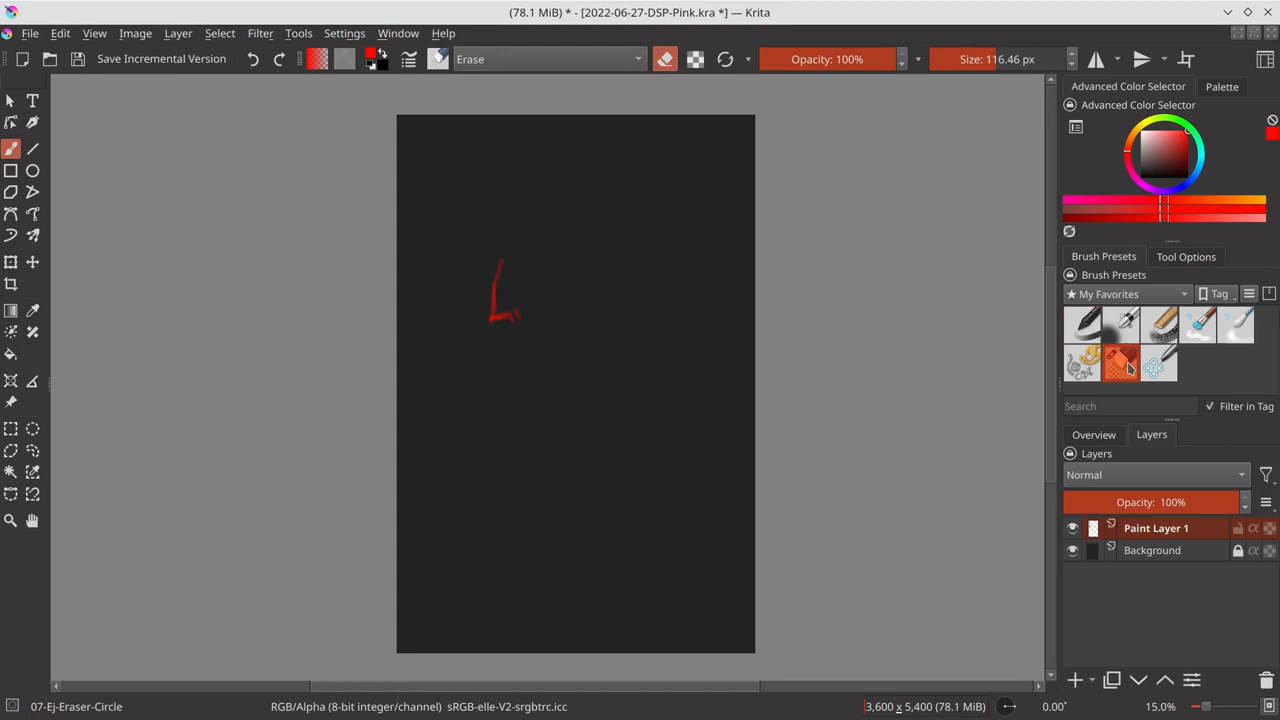 (78.1 MiB) * - [2022-06-27-DSP-Pink.kra *] — Krita
File Edit View Image Layer Select Filter Tools Settings Window Help
Save Incremental Version Erase Opacity: 100% Size: 116.46 px
Advanced Color Selector Palette
Advanced Color Selector
Brush Presets Tool Options
Brush Presets
★ My Favorites Tag
Search Filter in Tag
Overview Layers
Layers
Normal
Opacity: 100%
Paint Layer 1
Background
07-Ej-Eraser-Circle RGB/Alpha (8-bit integer/channel) sRGB-elle-V2-srgbtrc.icc 3,600 x 5,400 (78.1 MiB) 0.00° 15.0%